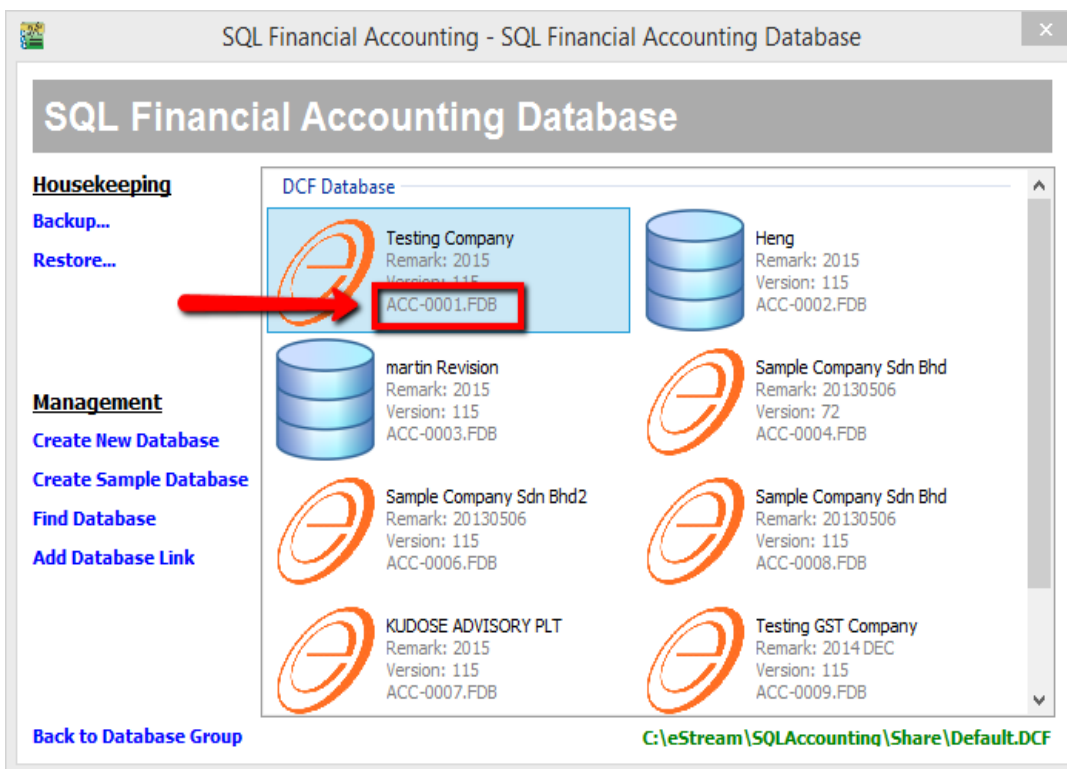 SQL Financial Accounting - SQL Financial Accounting Database
SQL Financial Accounting Database
Housekeeping
Backup...
Restore...
Management
Create New Database
Create Sample Database
Find Database
Add Database Link
DCF Database
Testing Company
Remark: 2015
Version: 115
ACC-0001.FDB
Heng
Remark: 2015
Version: 115
ACC-0002.FDB
martin Revision
Remark: 2015
Version: 115
ACC-0003.FDB
Sample Company Sdn Bhd
Remark: 20130506
Version: 72
ACC-0004.FDB
Sample Company Sdn Bhd2
Remark: 20130506
Version: 115
ACC-0006.FDB
Sample Company Sdn Bhd
Remark: 20130506
Version: 115
ACC-0008.FDB
KUDOSE ADVISORY PLT
Remark: 2015
Version: 115
ACC-0007.FDB
Testing GST Company
Remark: 2014 DEC
Version: 115
ACC-0009.FDB
Back to Database Group
C:\eStream\SQLAccounting\Share\Default.DCF